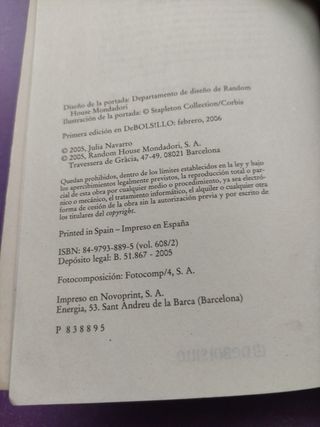 Diseño de la portada: Departamento de diseño de Random
House Mondadori
Ilustración de la portada: © Stapleton Collection/Corbis
Primera edición en DeBOLS!LLO: febrero, 2006
© 2005, Julia Navarro
© 2005, Random House Mondadori, S. A.
Travessera de Gràcia, 47-49. 08021 Barcelona
Quedan prohibidos, dentro de los límites establecidos en la ley y bajo
los apercibimientos legalmente previstos, la reproducción total o par-
cial de esta obra por cualquier medio o procedimiento, ya sea electró-
nico o mecánico, el tratamiento informático, el alquiler o cualquier otra
forma de cesión de la obra sin la autorización previa y por escrito de
los titulares del copyright.
Printed in Spain – Impreso en España
ISBN: 84-9793-889-5 (vol. 608/2)
Depósito legal: B. 51.867 - 2005
Fotocomposición: Fotocomp/4, S. A.
Impreso en Novoprint, S. A.
Energia, 53. Sant Andreu de la Barca (Barcelona)
P 838895